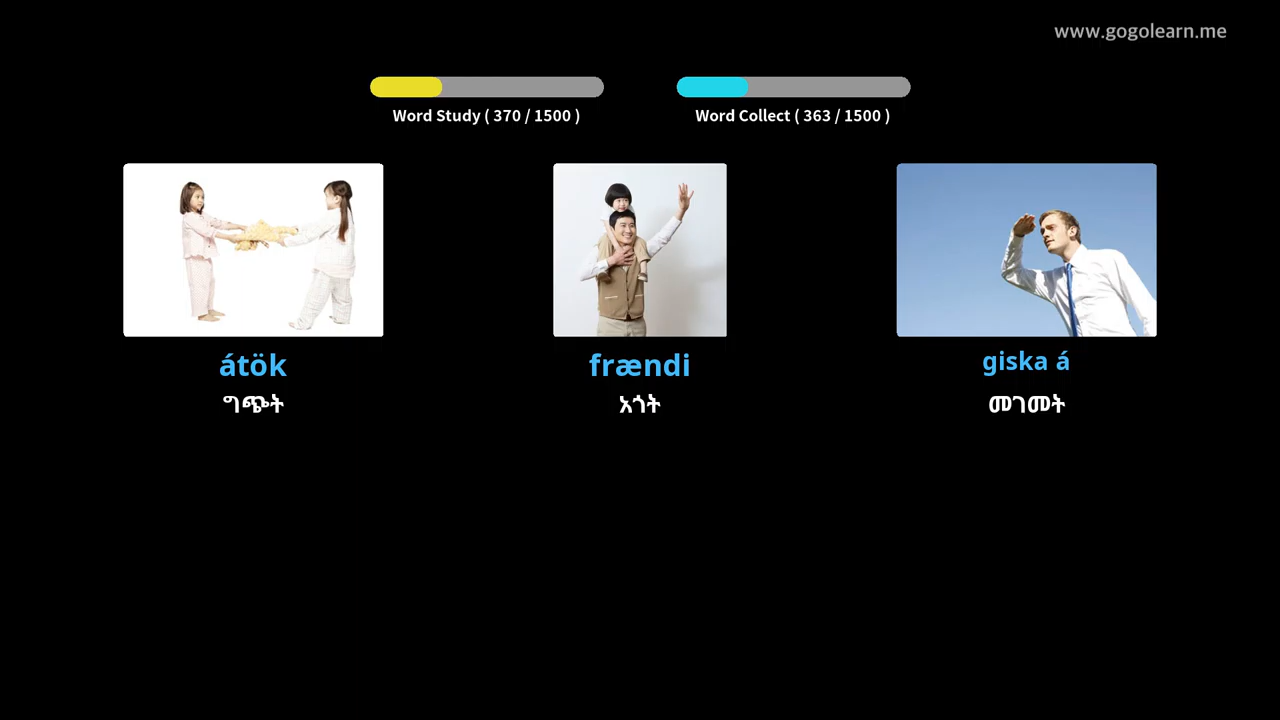 www.gogolearn.me
Word Study ( 370 / 1500 )
Word Collect ( 363 / 1500 )
átök
frændi
giska á
ግጭት
አጎት
መገመት